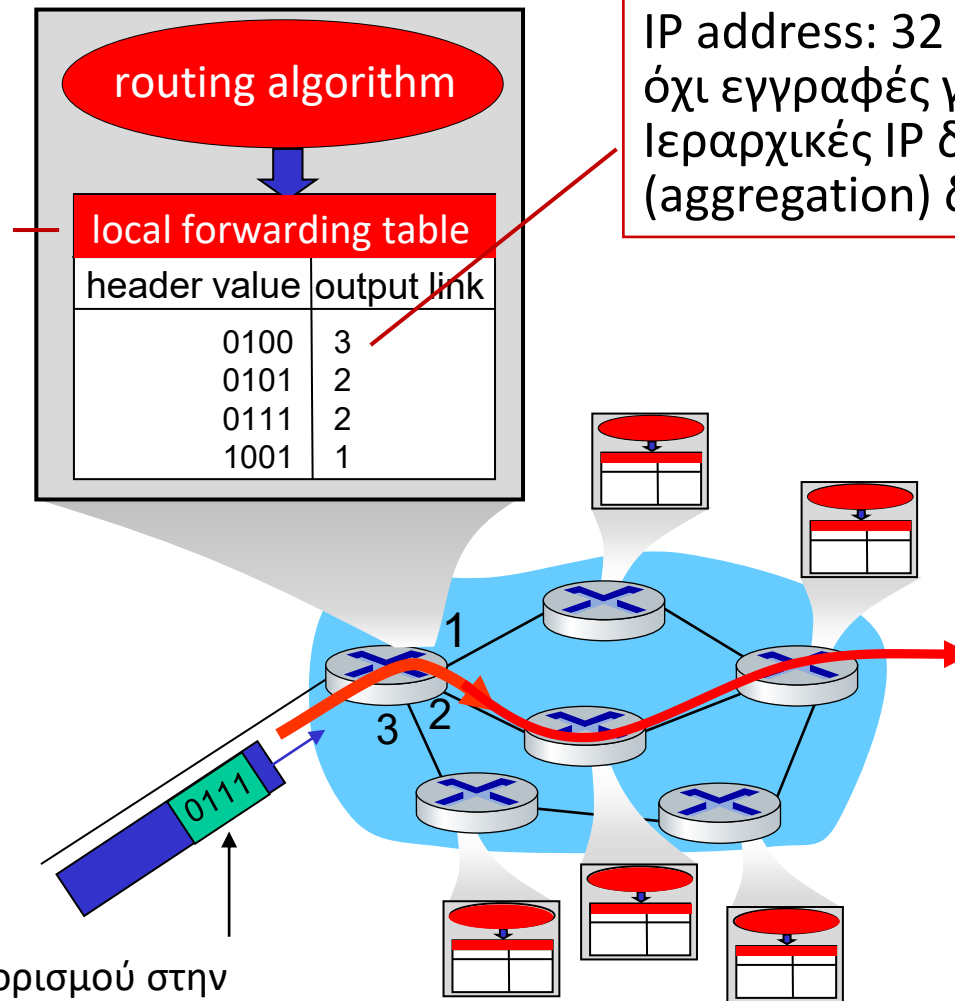 routing algorithm
local forwarding table
header value output link
0100 3
0101 2
0111 2
1001 1
IP address: 32
όχι εγγραφές
Ιεραρχικές IP
(aggregation)
1
2
3
0111
στην